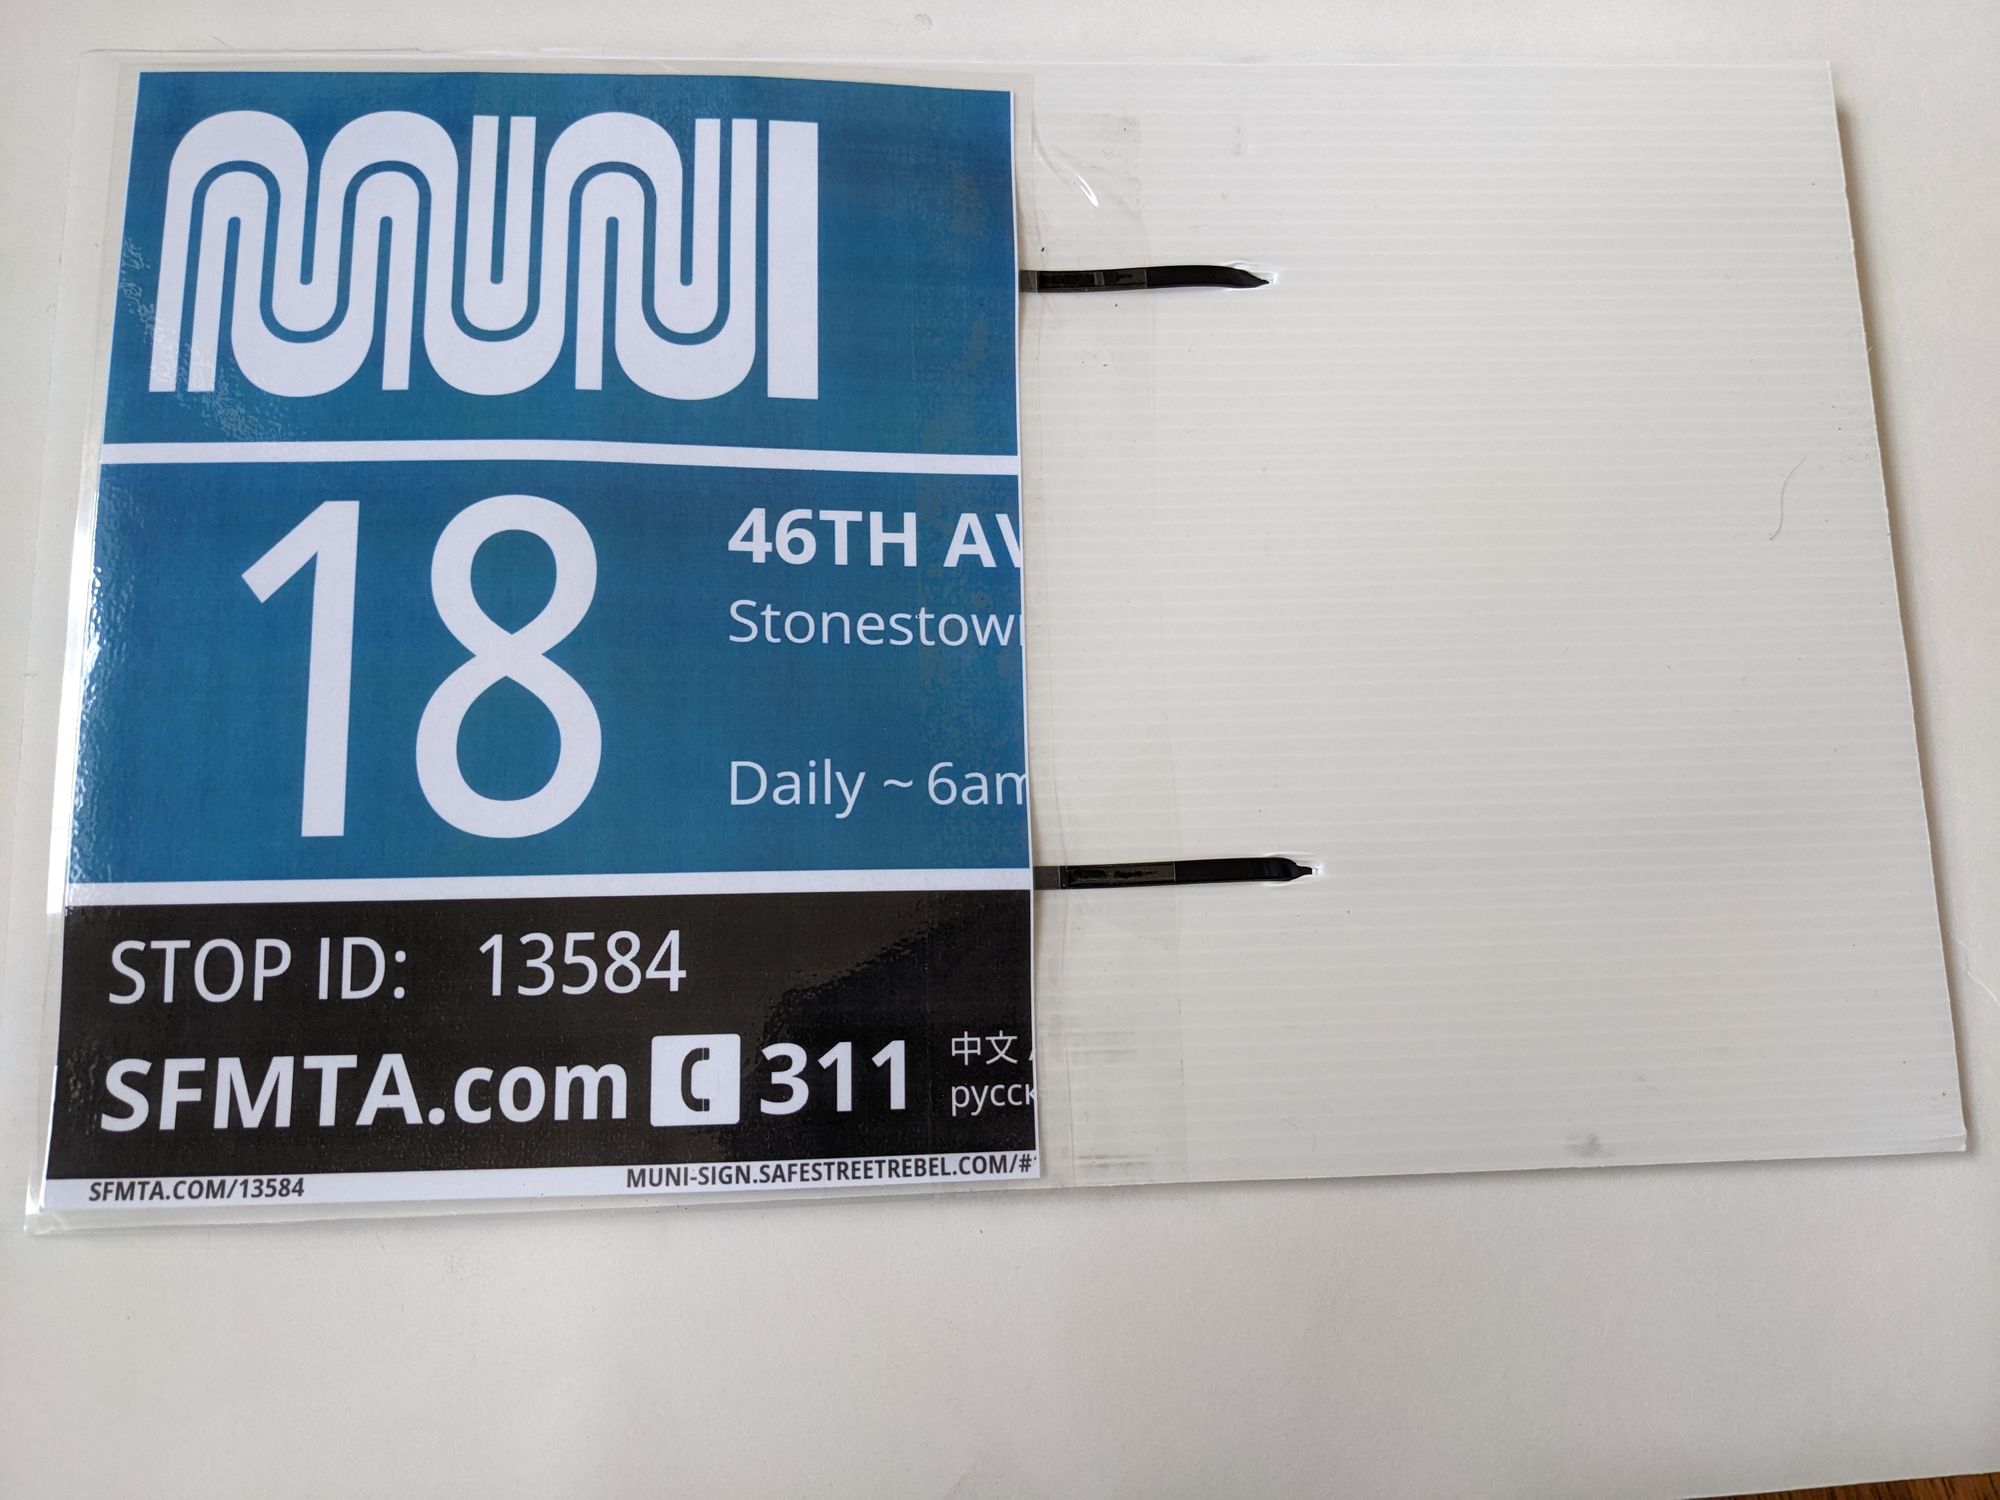 MUNI
18
46TH AV
Stonestown
Daily ~ 6am
STOP ID: 13584
SFMTA.com 311
中文
русск
SFMTA.COM/13584
MUNI-SIGN.SAFESTREETREBEL.COM/#